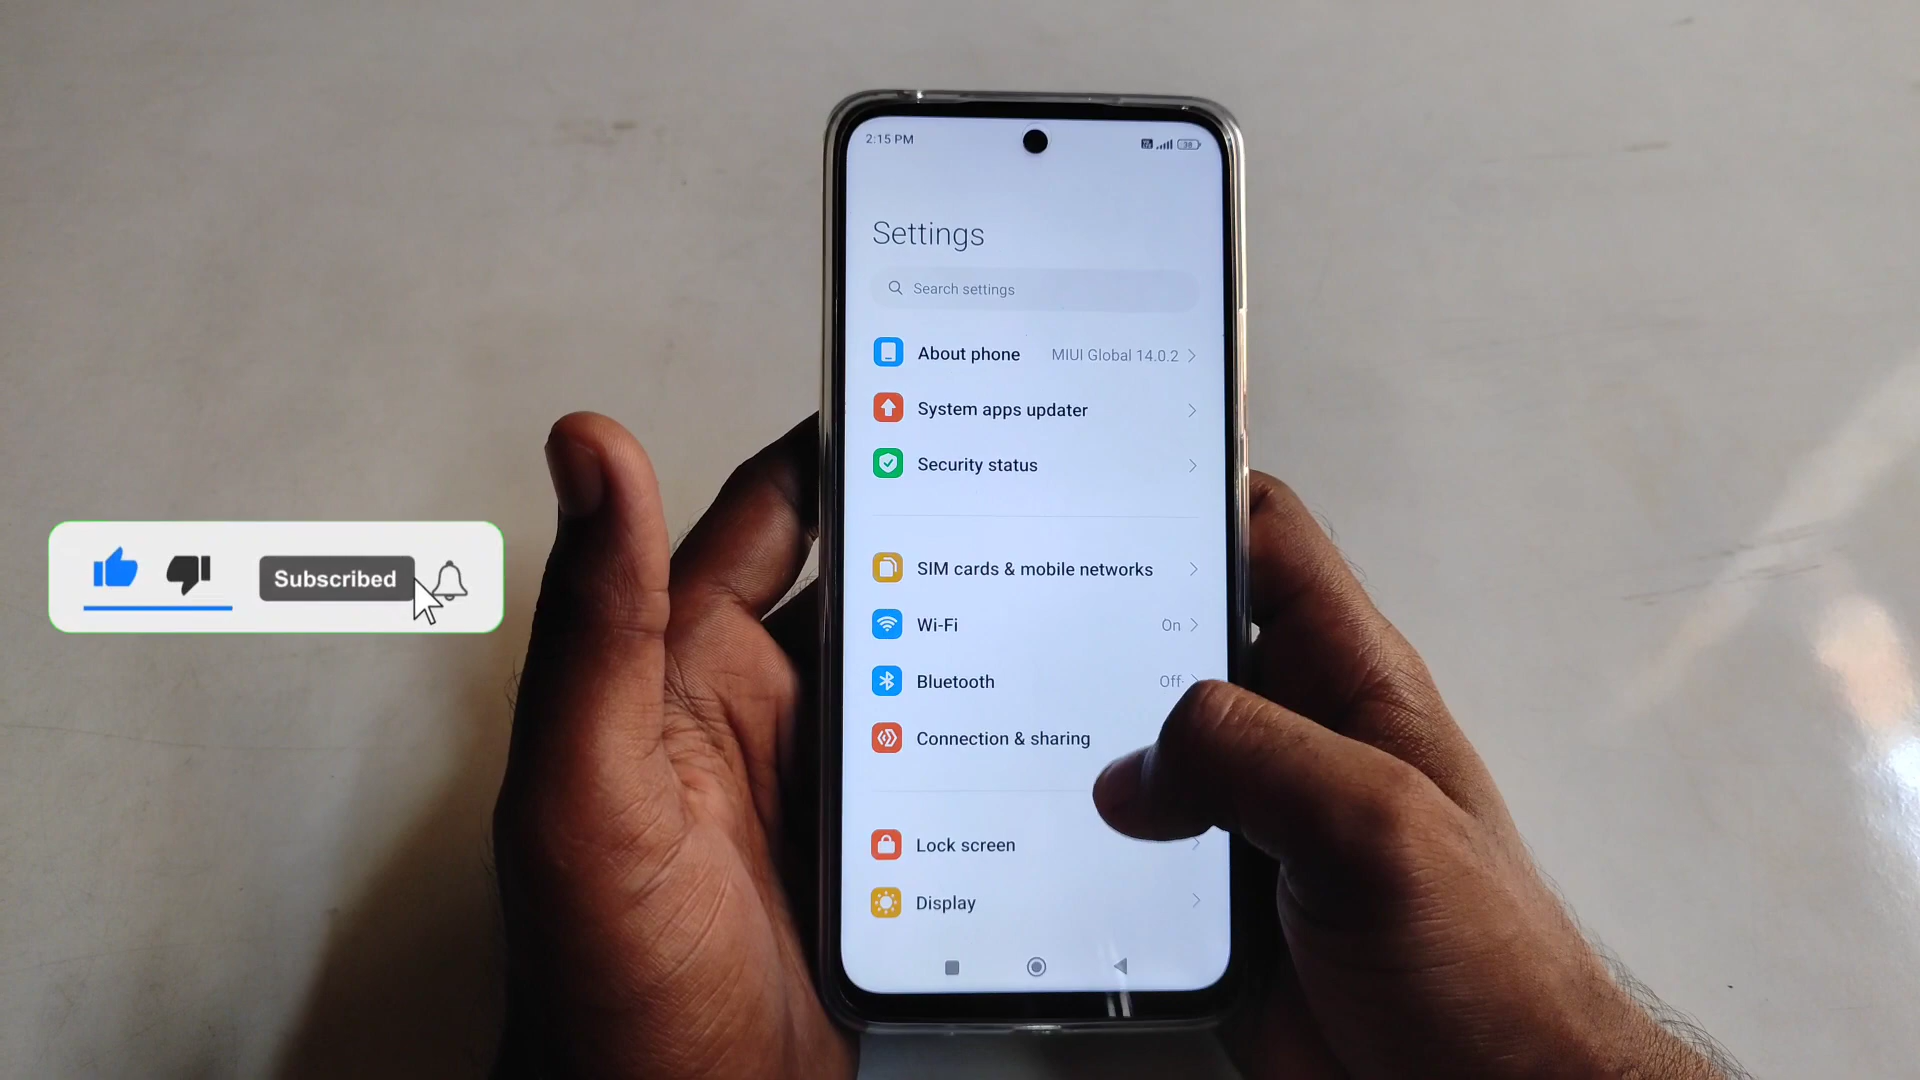 2:15 PM
38
Settings
Search settings
About phone MIUI Global 14.0.2
System apps updater
Security status
SIM cards & mobile networks
Wi-Fi On
Bluetooth Off
Connection & sharing
Lock screen
Display
Subscribed